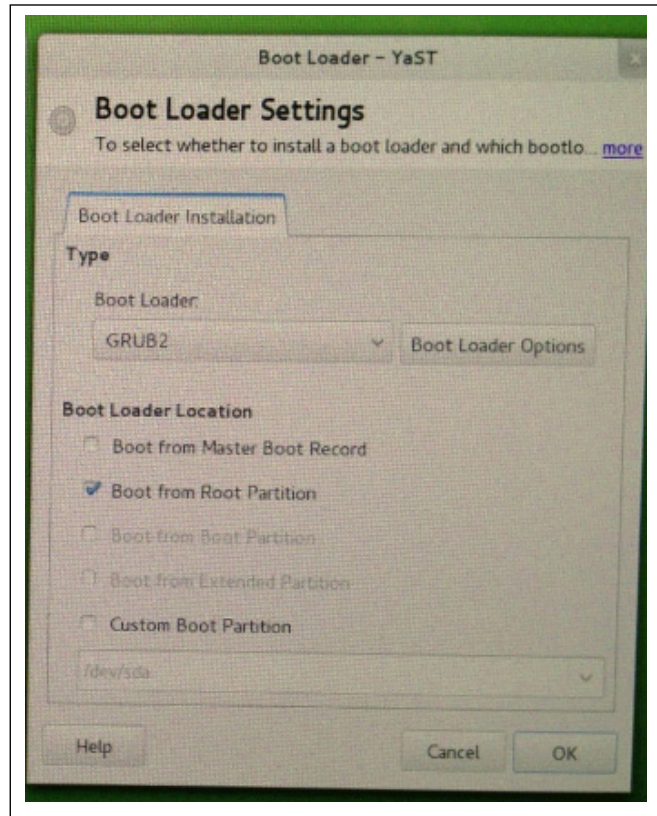 Boot Loader – YaST
Boot Loader Settings
To select whether to install a boot loader and which bootlo... more
Boot Loader Installation
Type
Boot Loader:
GRUB2
Boot Loader Options
Boot Loader Location
Boot from Master Boot Record
Boot from Root Partition
Boot from Boot Partition
Boot from Extended Partition
Custom Boot Partition
/dev/sda
Help
Cancel
OK